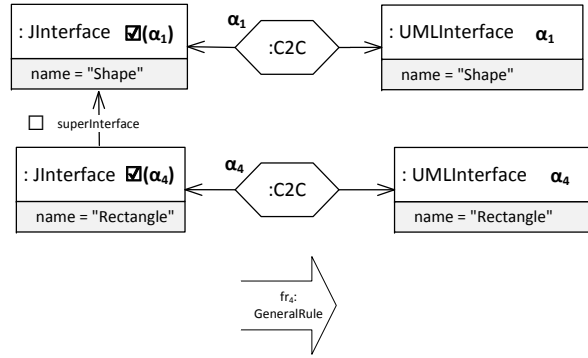 α1
: JInterface ☑(α1)
:C2C
: UMLInterface α1
name = "Shape"
name = "Shape"
☐ superInterface
α4
: JInterface ☑(α4)
:C2C
: UMLInterface α4
name = "Rectangle"
name = "Rectangle"
fr4:
GeneralRule